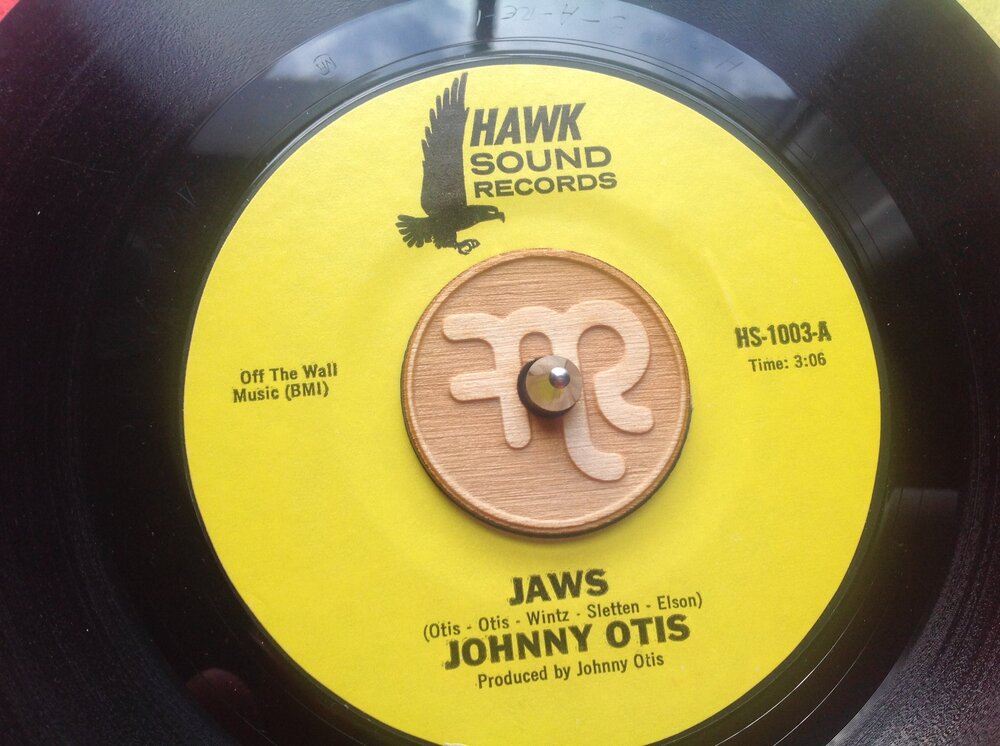 HAWK
SOUND
RECORDS
HS-1003-A
Time: 3:06
Off The Wall
Music (BMI)
JAWS
(Otis - Otis - Wintz - Sletten - Elson)
JOHNNY OTIS
Produced by Johnny Otis